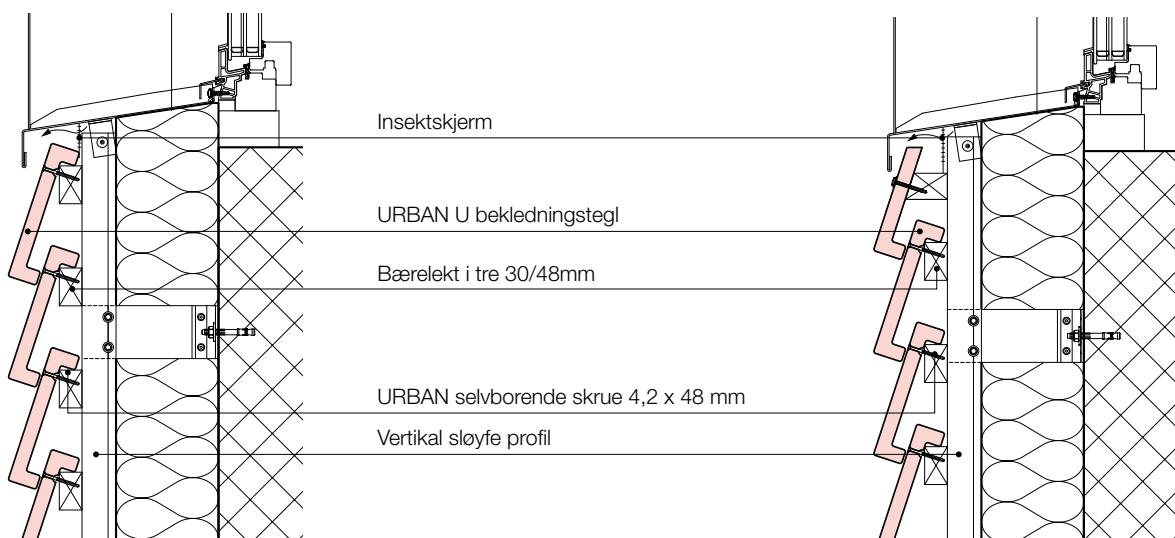 Insektskjerm
URBAN U bekledningstegl
Bærelekt i tre 30/48mm
URBAN selvborende skrue 4,2 x 48 mm
Vertikal sløyfe profil